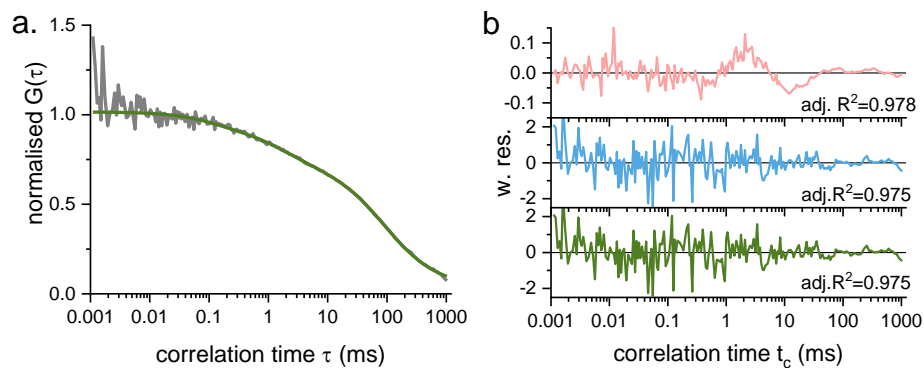 a.
1.5
1.0
0.5
0.0
normalised G(τ)
0.001 0.01 0.1 1 10 100 1000
correlation time τ (ms)
b
0.1
0.0
-0.1
adj. R²=0.978
2
0
-2
adj.R²=0.975
2
0
-2
adj.R²=0.975
w. res.
0.001 0.01 0.1 1 10 100 1000
correlation time t_c (ms)